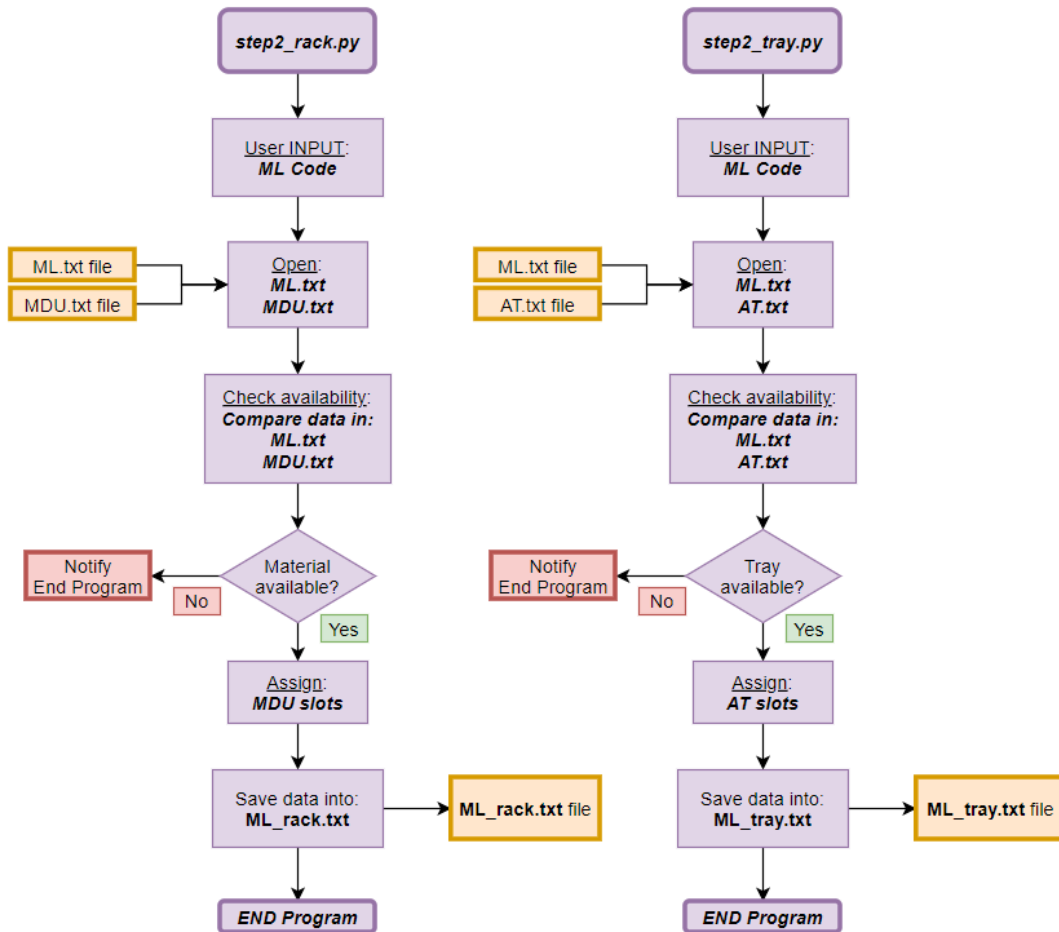 step2_rack.py
User INPUT:
ML Code
ML.txt file
MDU.txt file
Open:
ML.txt
MDU.txt
Check availability:
Compare data in:
ML.txt
MDU.txt
Material
available?
Notify
End Program
No
Yes
Assign:
MDU slots
Save data into:
ML_rack.txt
ML_rack.txt file
END Program
step2_tray.py
User INPUT:
ML Code
ML.txt file
AT.txt file
Open:
ML.txt
AT.txt
Check availability:
Compare data in:
ML.txt
AT.txt
Tray
available?
Notify
End Program
No
Yes
Assign:
AT slots
Save data into:
ML_tray.txt
ML_tray.txt file
END Program